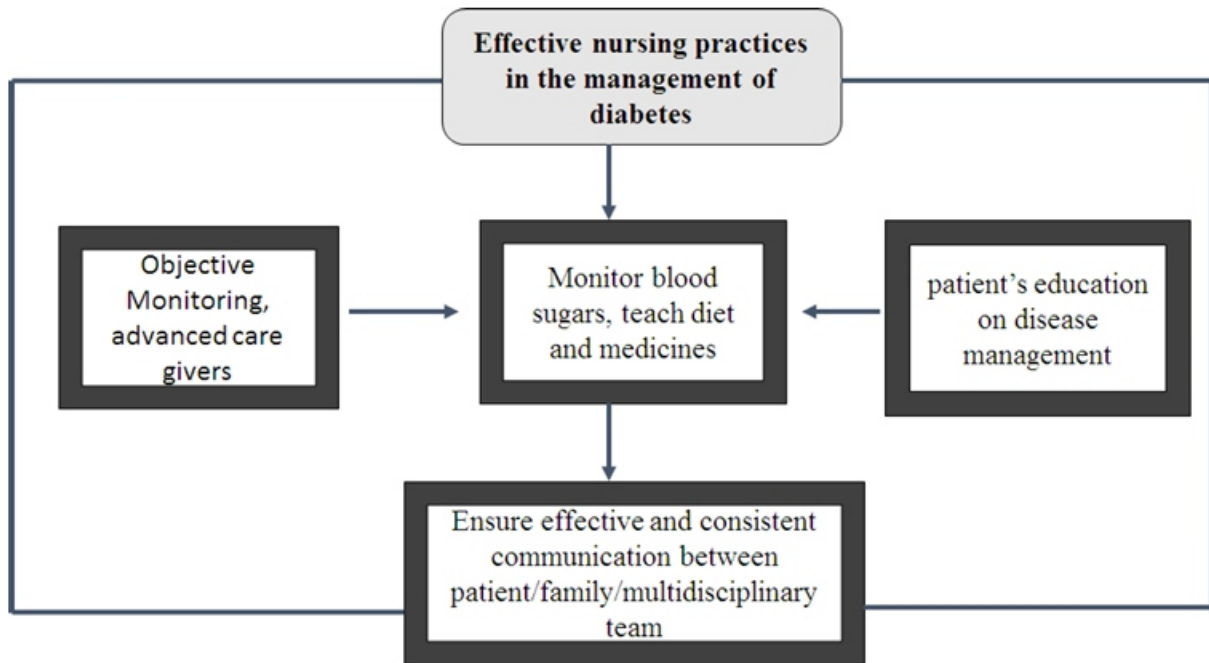 Effective nursing practices
in the management of
diabetes
Objective
Monitoring,
advanced care
givers
Monitor blood
sugars, teach diet
and medicines
patient’s education
on disease
management
Ensure effective and consistent
communication between
patient/family/multidisciplinary
team